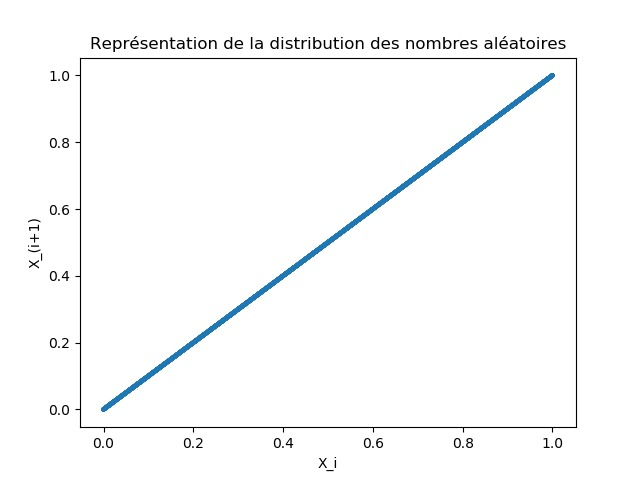 Représentation de la distribution des nombres aléatoires
1.0
0.8
0.6
0.4
0.2
0.0
X_(i+1)
0.0 0.2 0.4 0.6 0.8 1.0
X_i